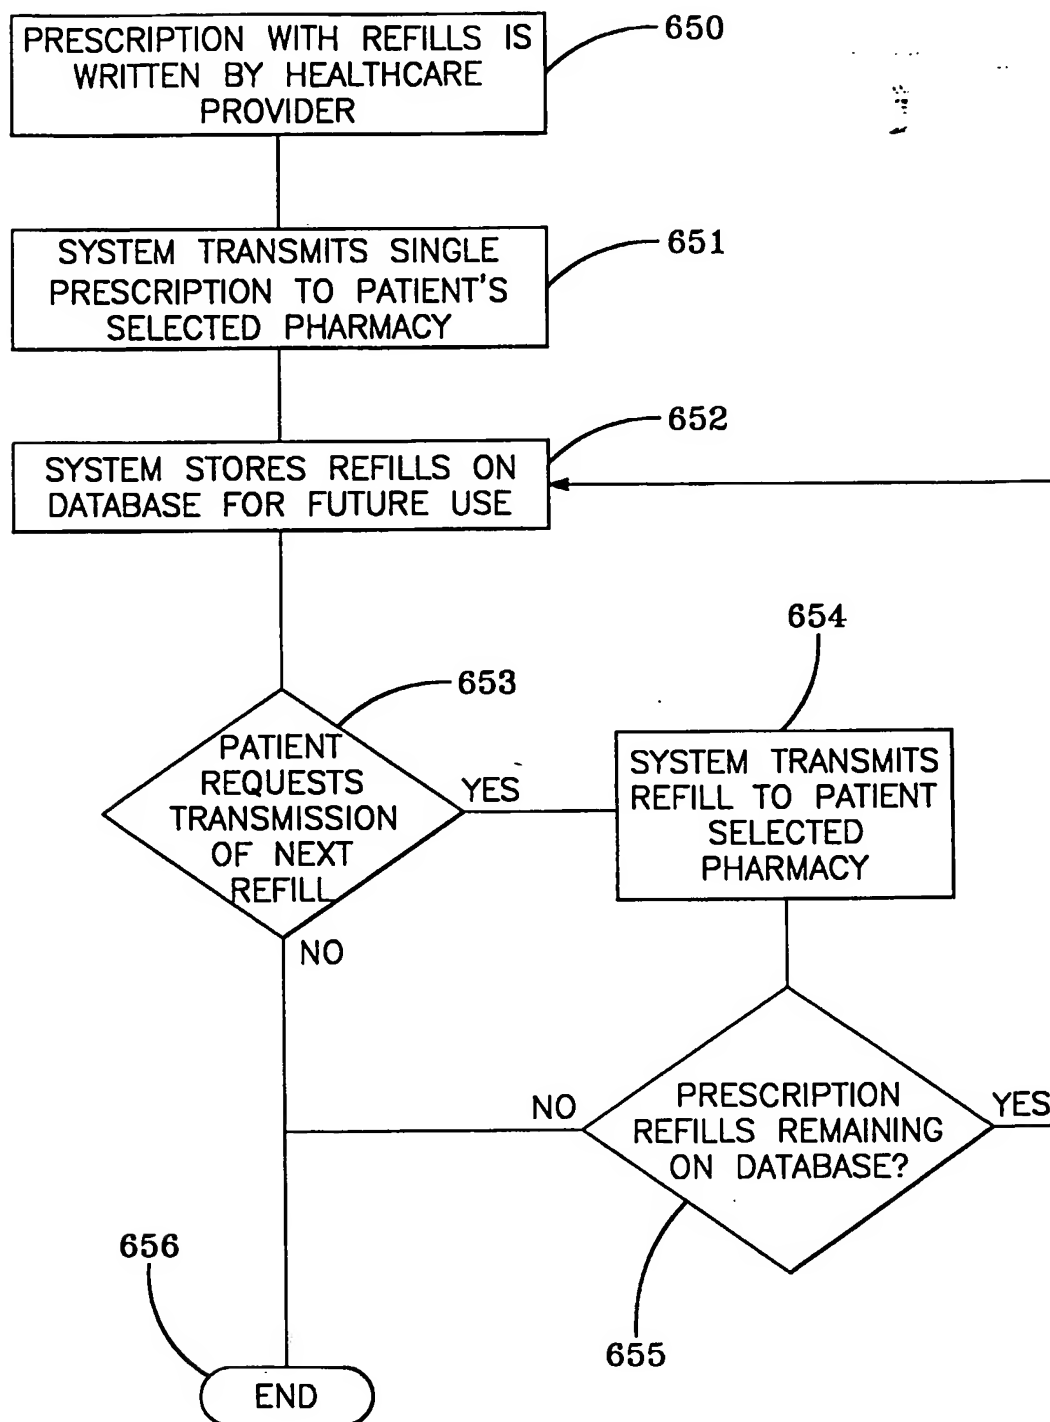 PRESCRIPTION WITH REFILLS IS
WRITTEN BY HEALTHCARE
PROVIDER
650
SYSTEM TRANSMITS SINGLE
PRESCRIPTION TO PATIENT'S
SELECTED PHARMACY
651
SYSTEM STORES REFILLS ON
DATABASE FOR FUTURE USE
652
PATIENT
REQUESTS
TRANSMISSION
OF NEXT
REFILL
653
YES
NO
SYSTEM TRANSMITS
REFILL TO PATIENT
SELECTED
PHARMACY
654
PRESCRIPTION
REFILLS REMAINING
ON DATABASE?
NO
YES
655
656
END